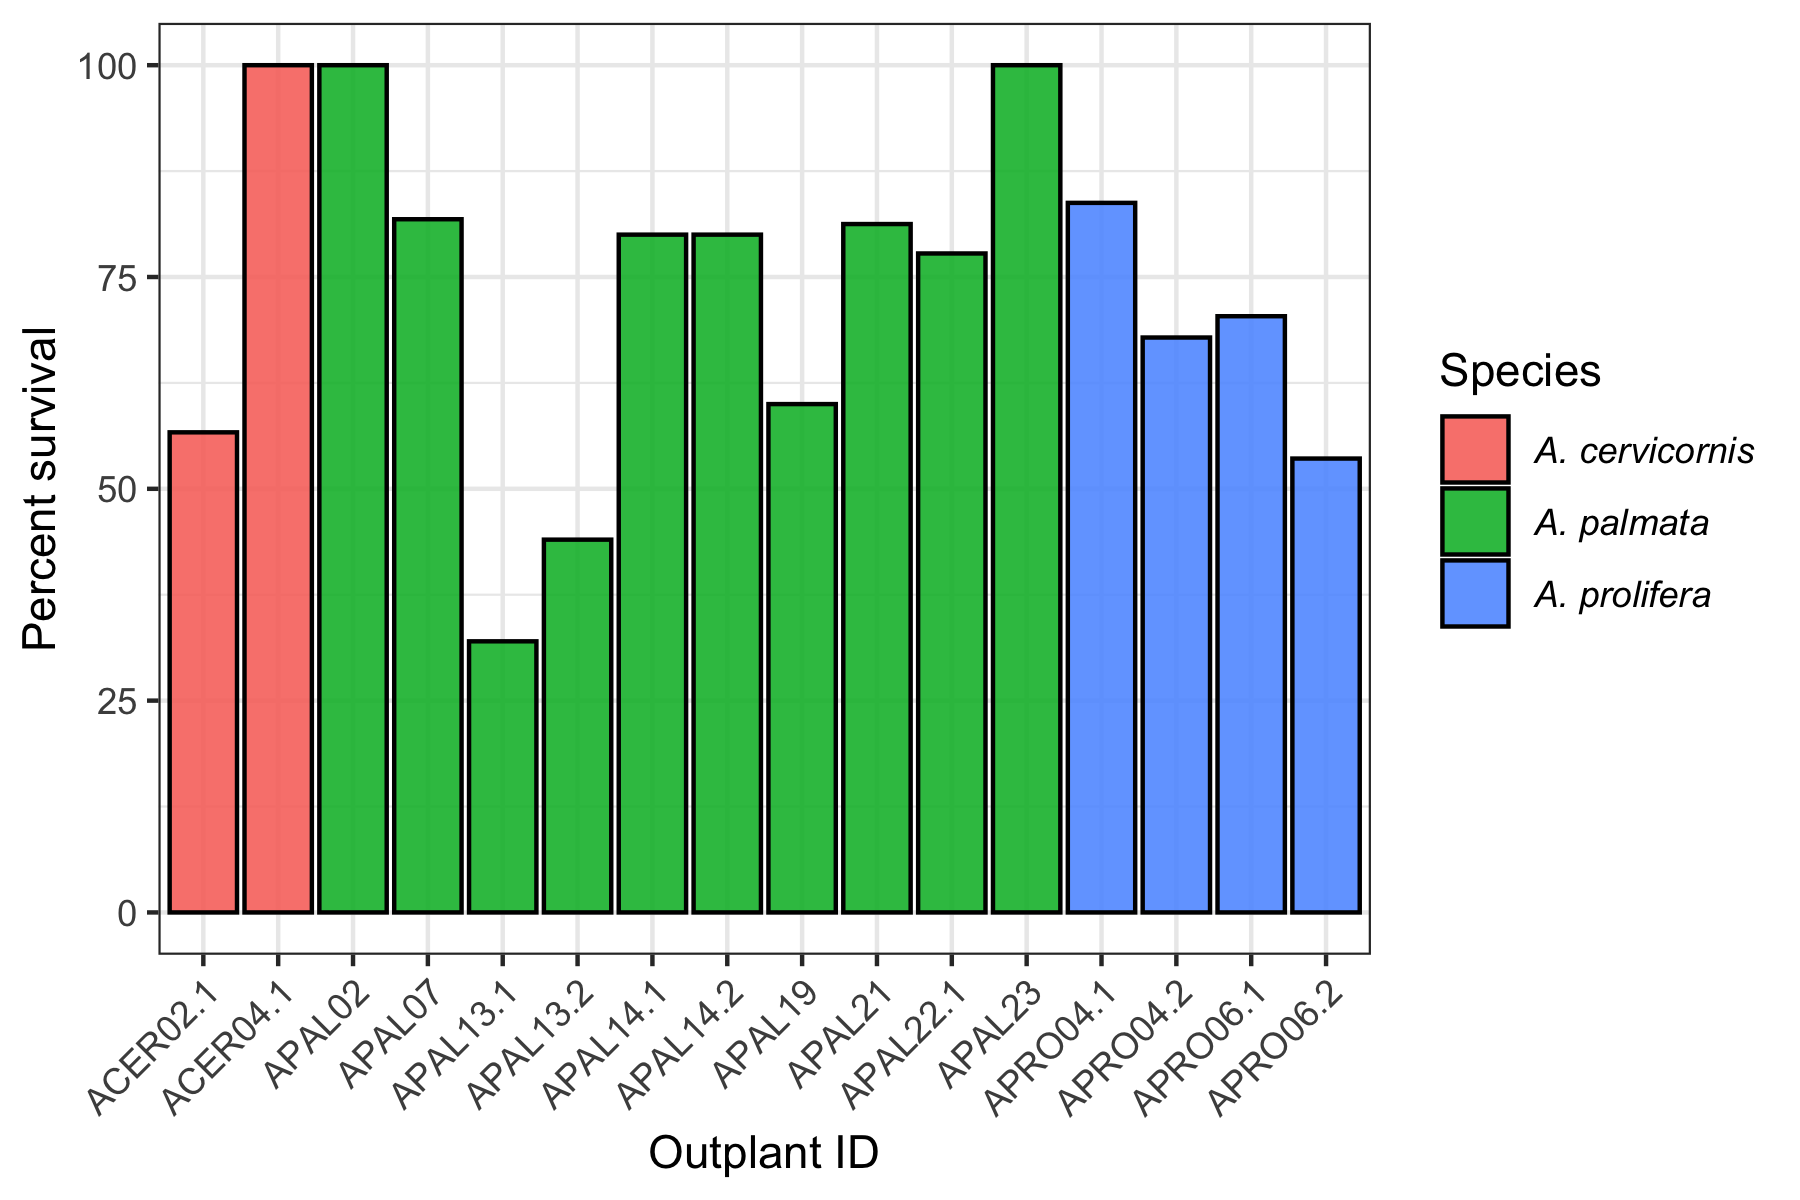 100
75
50
25
0
Percent survival
ACER02.1
ACER04.1
APAL02
APAL07
APAL13.1
APAL13.2
APAL14.1
APAL14.2
APAL19
APAL21
APAL22.1
APAL23
APRO04.1
APRO04.2
APRO06.1
APRO06.2
Outplant ID
Species
A. cervicornis
A. palmata
A. prolifera